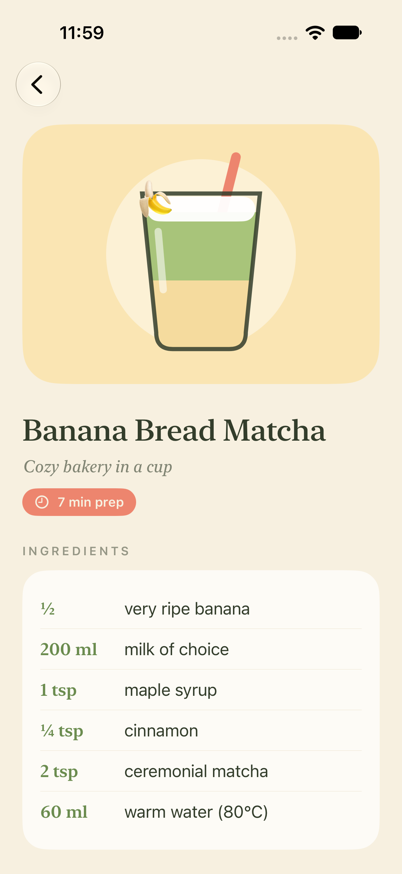 11:59
Banana Bread Matcha
Cozy bakery in a cup
7 min prep
INGREDIENTS
½ very ripe banana
200 ml milk of choice
1 tsp maple syrup
¼ tsp cinnamon
2 tsp ceremonial matcha
60 ml warm water (80°C)